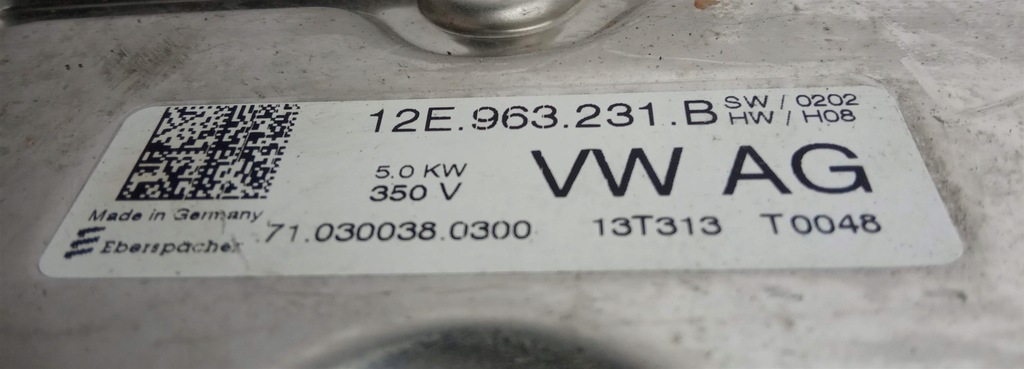 12E.963.231.B SW / 0202
HW / H08
5.0 KW
350 V
VW AG
Made in Germany
Eberspächer
71.030038.0300
13T313 T0048